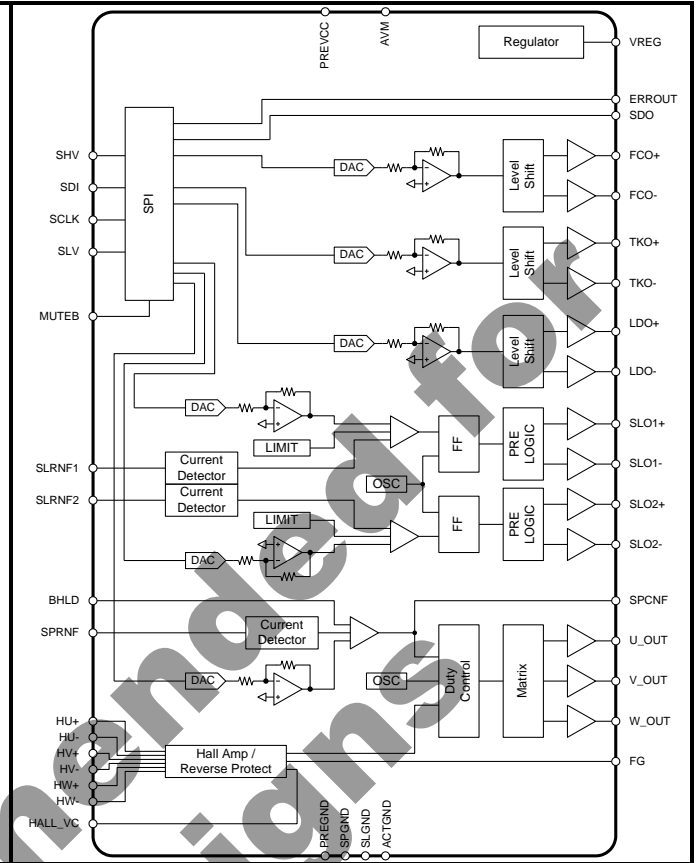 PREVCC
AVM
Regulator
VREG
ERROUT
SDO
SPI
SHV
SDI
SCLK
SLV
MUTEB
DAC
Level Shift
FCO+
FCO-
DAC
Level Shift
TKO+
TKO-
DAC
Level Shift
LDO+
LDO-
DAC
LIMIT
FF
PRE LOGIC
SLO1+
SLO1-
SLRNF1
Current Detector
OSC
SLRNF2
Current Detector
LIMIT
FF
PRE LOGIC
SLO2+
SLO2-
DAC
BHLD
SPCNF
SPRNF
Current Detector
DAC
OSC
Duty Control
Matrix
U_OUT
V_OUT
W_OUT
HU+
HU-
HV+
HV-
HW+
HW-
Hall Amp /
Reverse Protect
FG
HALL_VC
PREGND
SPGND
SLGND
ACTGND
mended for
signs